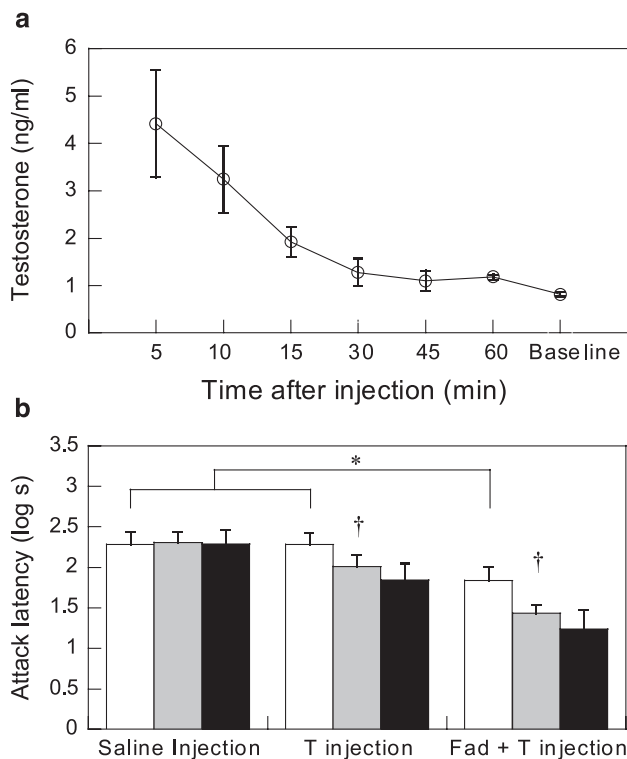 a
Testosterone (ng/ml)
6
5
4
3
2
1
0
5 10 15 30 45 60 Baseline
Time after injection (min)
b
Attack latency (log s)
3.5
3
2.5
2
1.5
1
0.5
0
*
†
†
Saline Injection T injection Fad + T injection